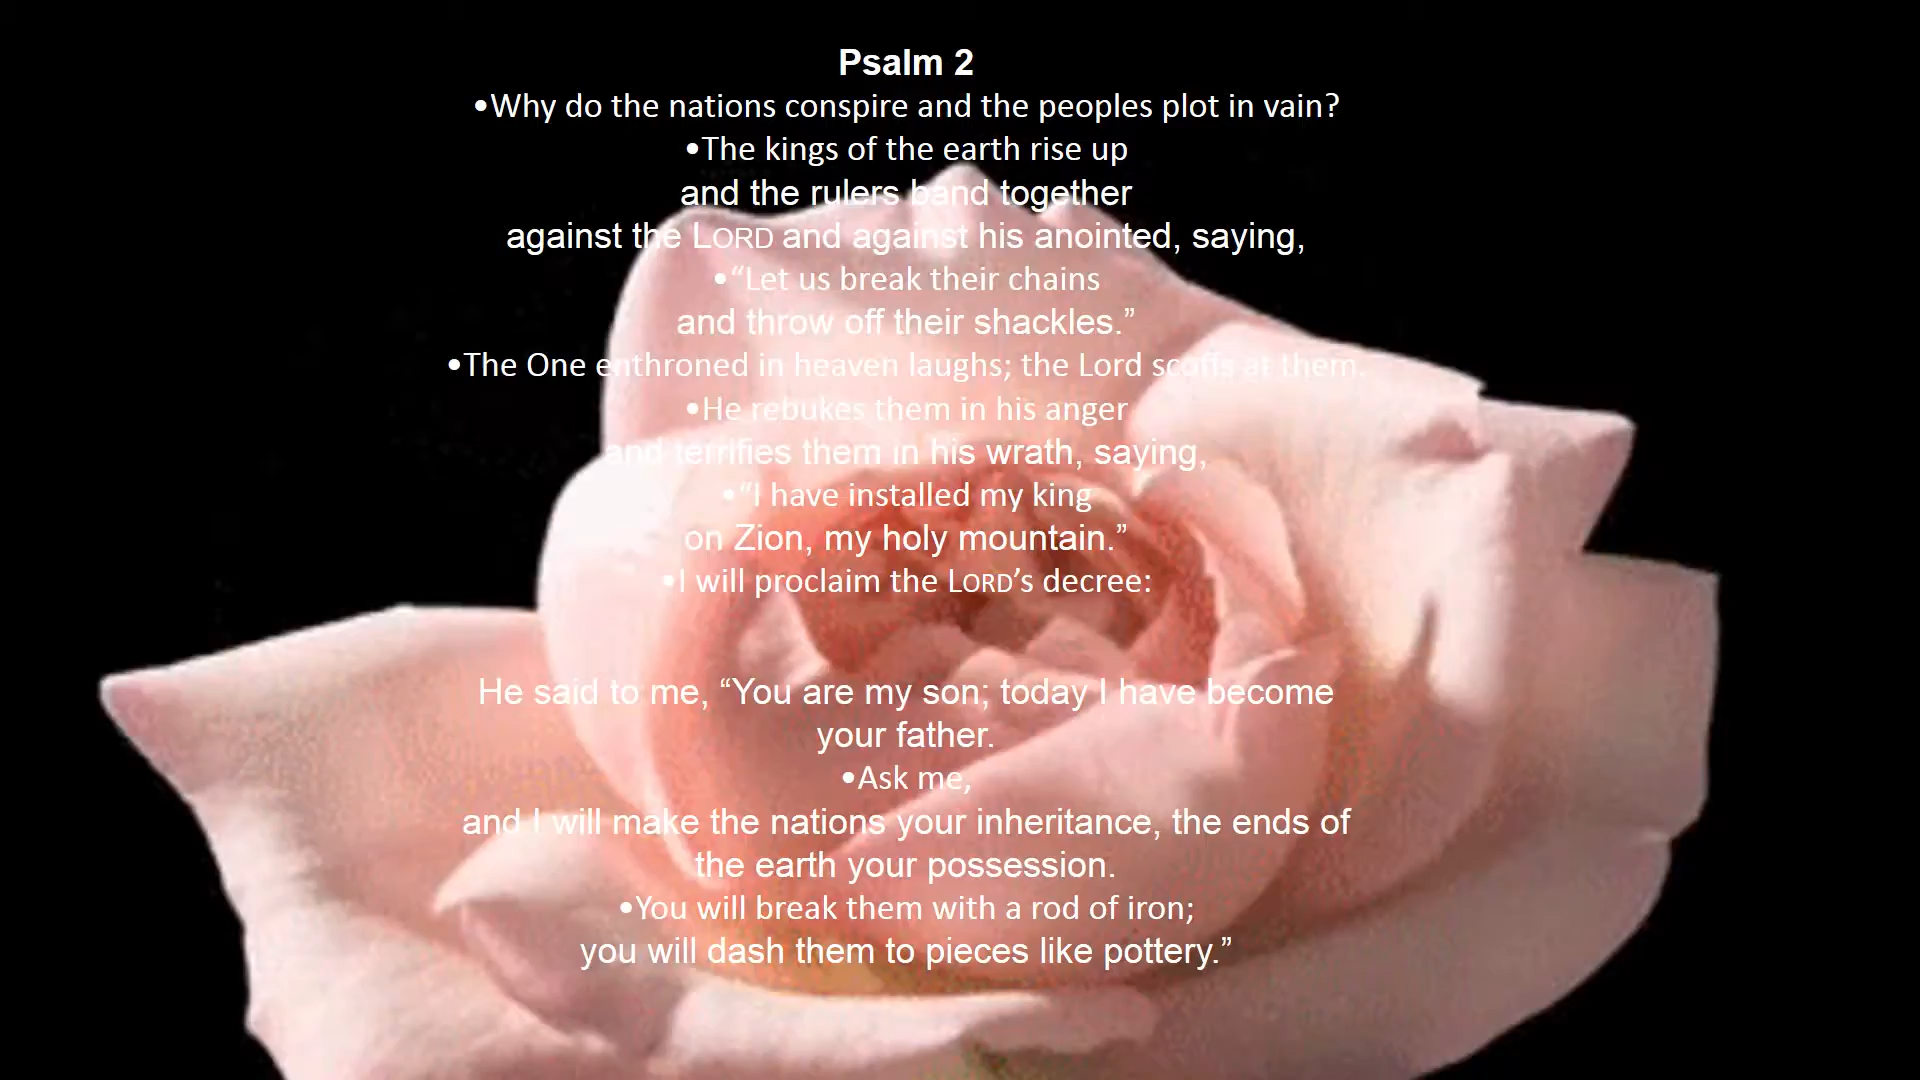 Psalm 2
•Why do the nations conspire and the peoples plot in vain?
•The kings of the earth rise up
and the rulers band together
against the LORD and against his anointed, saying,
•“Let us break their chains
and throw off their shackles.”
•The One enthroned in heaven laughs; the Lord scoffs at them.
•He rebukes them in his anger
and terrifies them in his wrath, saying,
•“I have installed my king
on Zion, my holy mountain.”
•I will proclaim the LORD’s decree:
He said to me, “You are my son; today I have become
your father.
•Ask me,
and I will make the nations your inheritance, the ends of
the earth your possession.
•You will break them with a rod of iron;
you will dash them to pieces like pottery.”